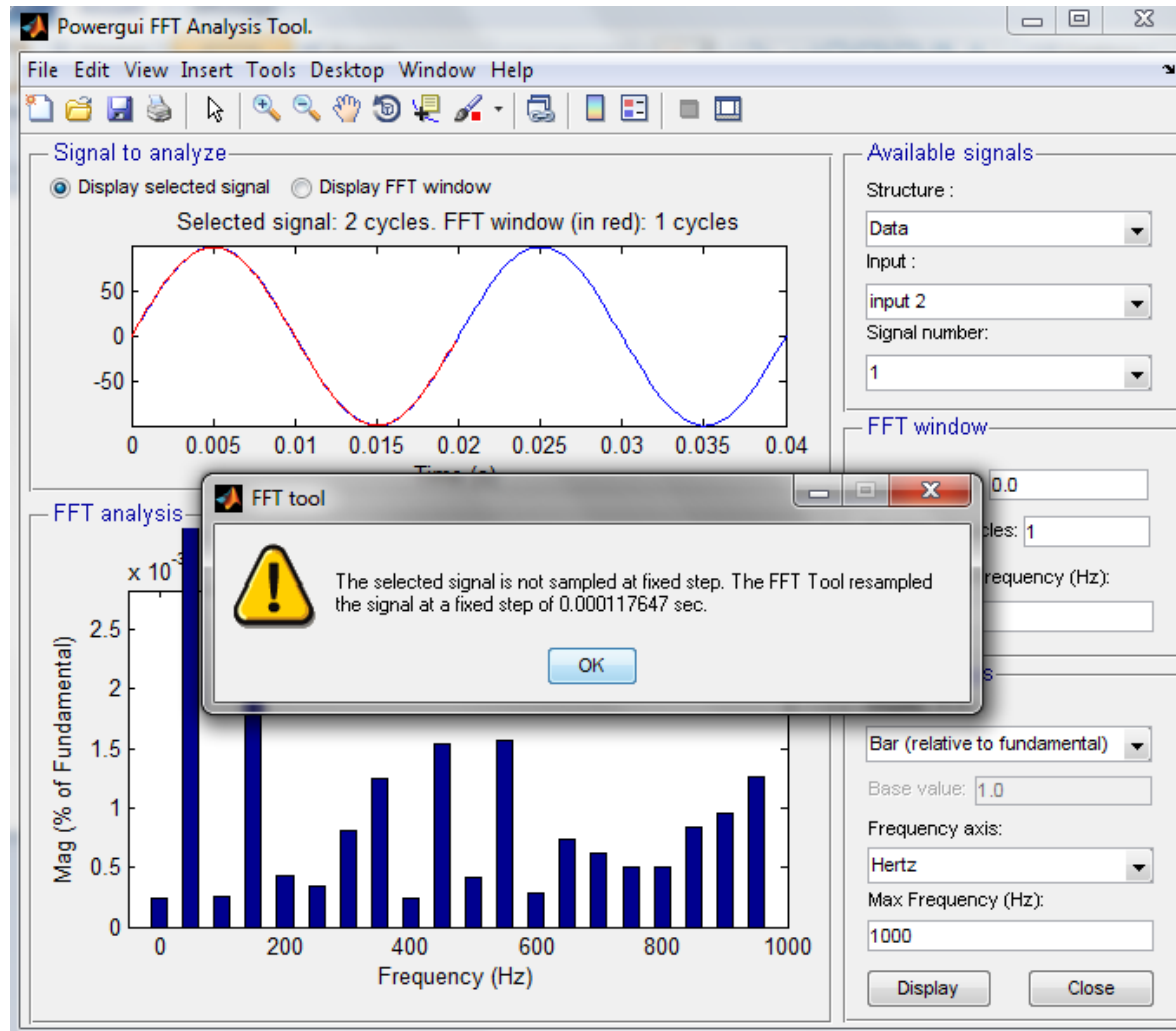 Powergui FFT Analysis Tool.
File Edit View Insert Tools Desktop Window Help
Signal to analyze
Display selected signal Display FFT window
Selected signal: 2 cycles. FFT window (in red): 1 cycles
50
0
-50
0 0.005 0.01 0.015 0.02 0.025 0.03 0.035 0.04
Available signals
Structure :
Data
Input :
input 2
Signal number:
1
FFT window
0.0
1
requency (Hz):
FFT tool
The selected signal is not sampled at fixed step. The FFT Tool resampled
the signal at a fixed step of 0.000117647 sec.
OK
FFT analysis
x 10
2.5
2
1.5
1
0.5
0
Mag (% of Fundamental)
0 200 400 600 800 1000
Frequency (Hz)
Bar (relative to fundamental)
Base value: 1.0
Frequency axis:
Hertz
Max Frequency (Hz):
1000
Display Close